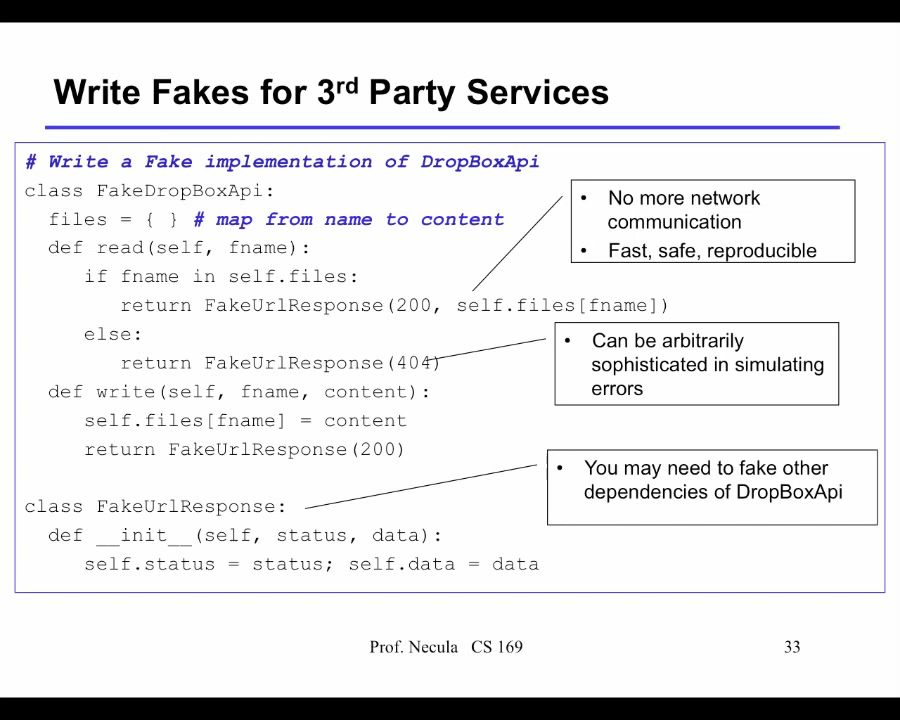 Write Fakes for 3rd Party Services
# Write a Fake implementation of DropBoxApi
class FakeDropBoxApi:
files = { } # map from name to content
def read(self, fname):
if fname in self.files:
return FakeUrlResponse(200, self.files[fname])
else:
return FakeUrlResponse(404)
def write(self, fname, content):
self.files[fname] = content
return FakeUrlResponse(200)
class FakeUrlResponse:
def __init__(self, status, data):
self.status = status; self.data = data
• No more network
communication
• Fast, safe, reproducible
• Can be arbitrarily
sophisticated in simulating
errors
• You may need to fake other
dependencies of DropBoxApi
Prof. Necula CS 169
33